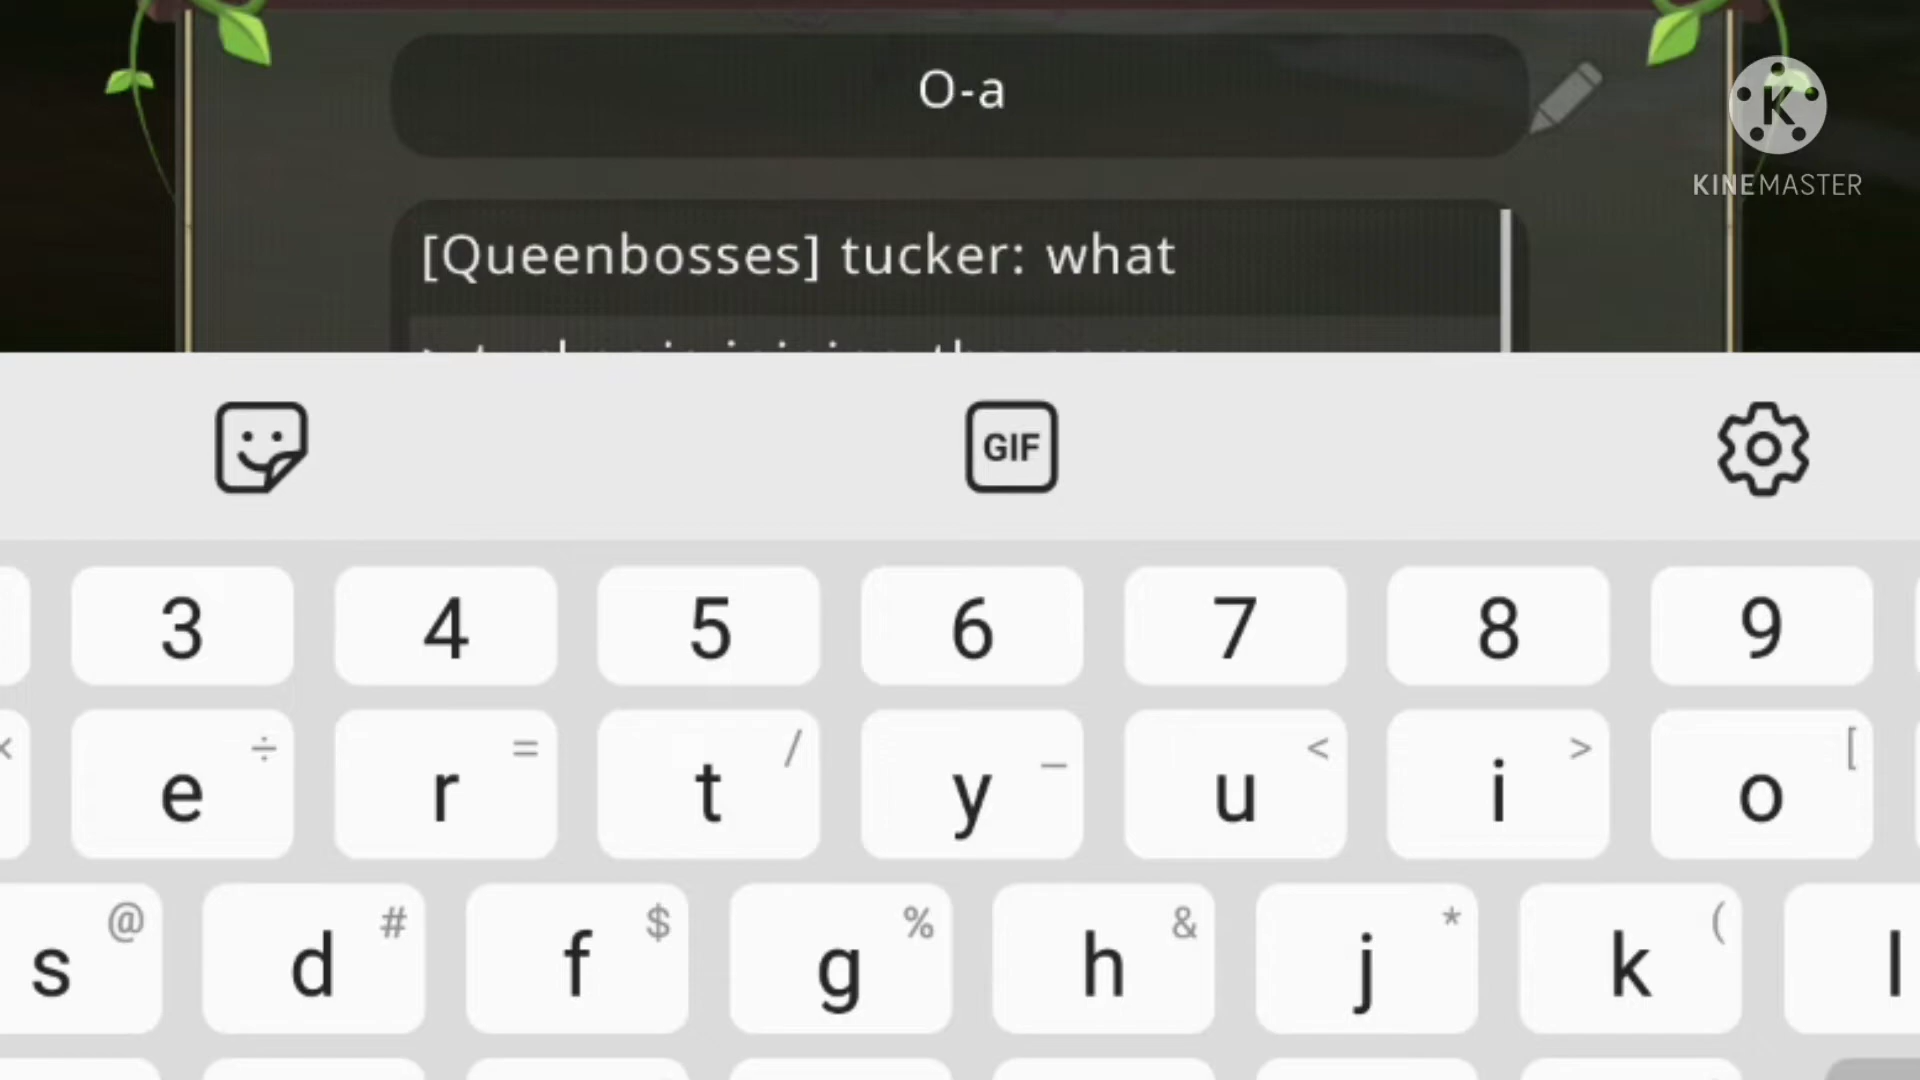 O-a
K
KINEMASTER
[Queenbosses] tucker: what
GIF
3 4 5 6 7 8 9
× ÷ = / _ < > [
e r t y u i o
@ # $ % & * (
s d f g h j k l